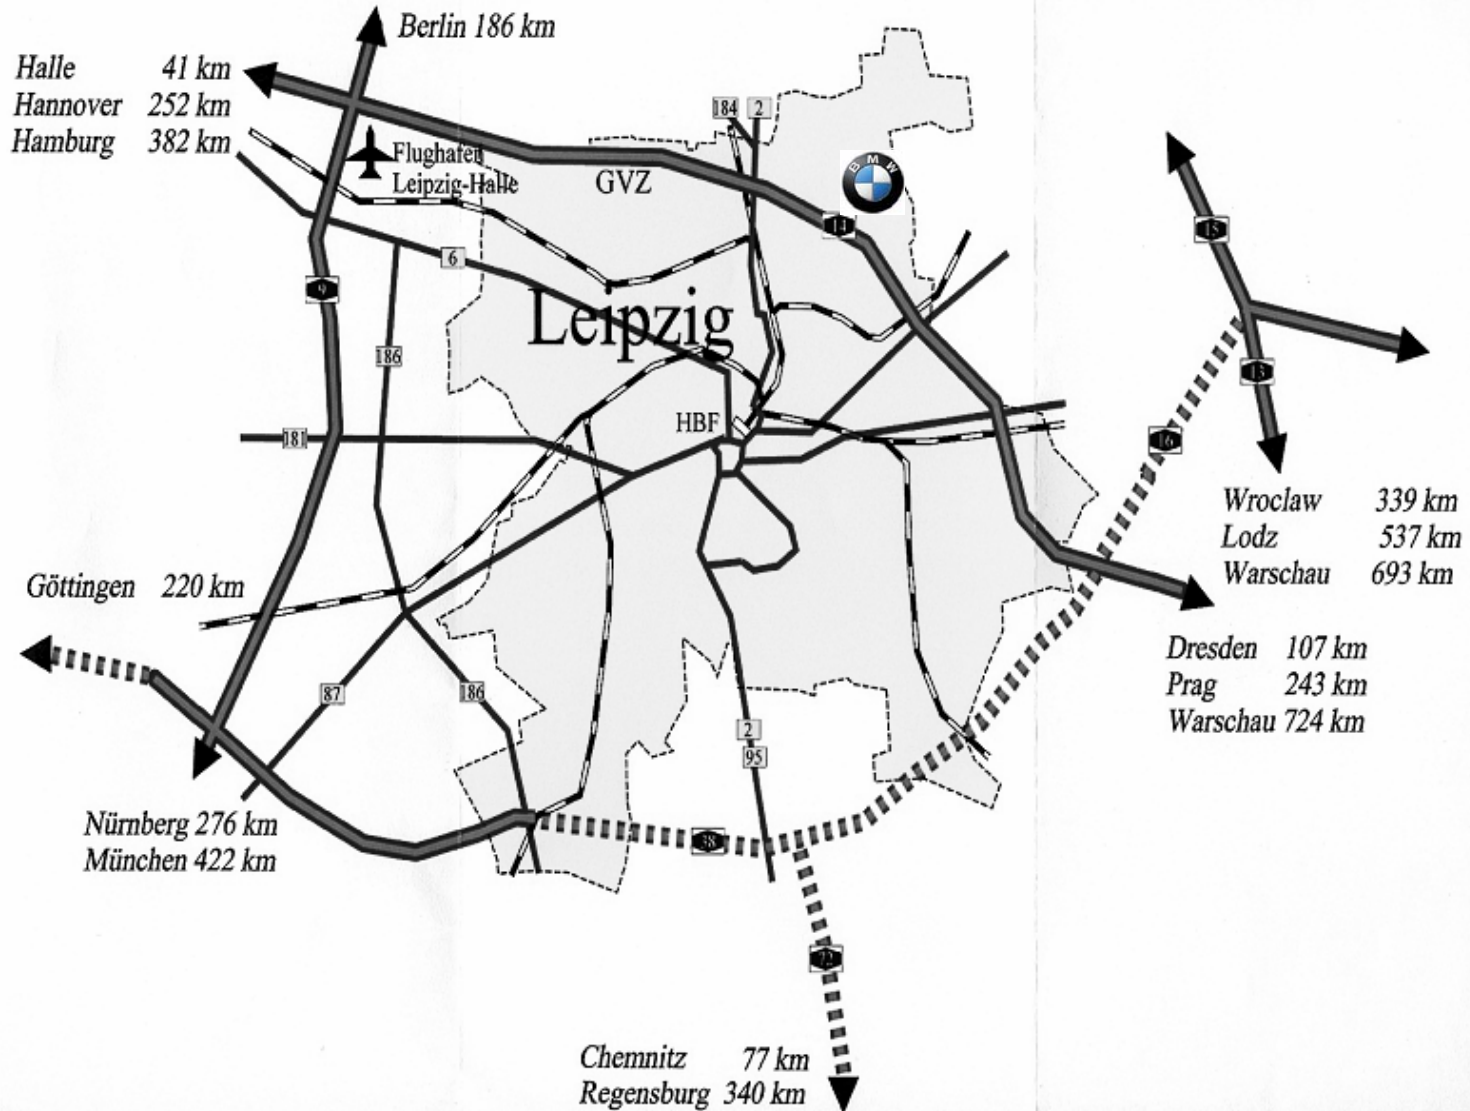 Berlin 186 km
Halle 41 km
Hannover 252 km
Hamburg 382 km
184 2
Flughafen
Leipzig-Halle
GVZ
BMW
14
15
6
9
Leipzig
186
13
HBF
181
16
Wroclaw 339 km
Lodz 537 km
Warschau 693 km
Göttingen 220 km
Dresden 107 km
Prag 243 km
Warschau 724 km
87
186
2
95
Nürnberg 276 km
München 422 km
38
72
Chemnitz 77 km
Regensburg 340 km